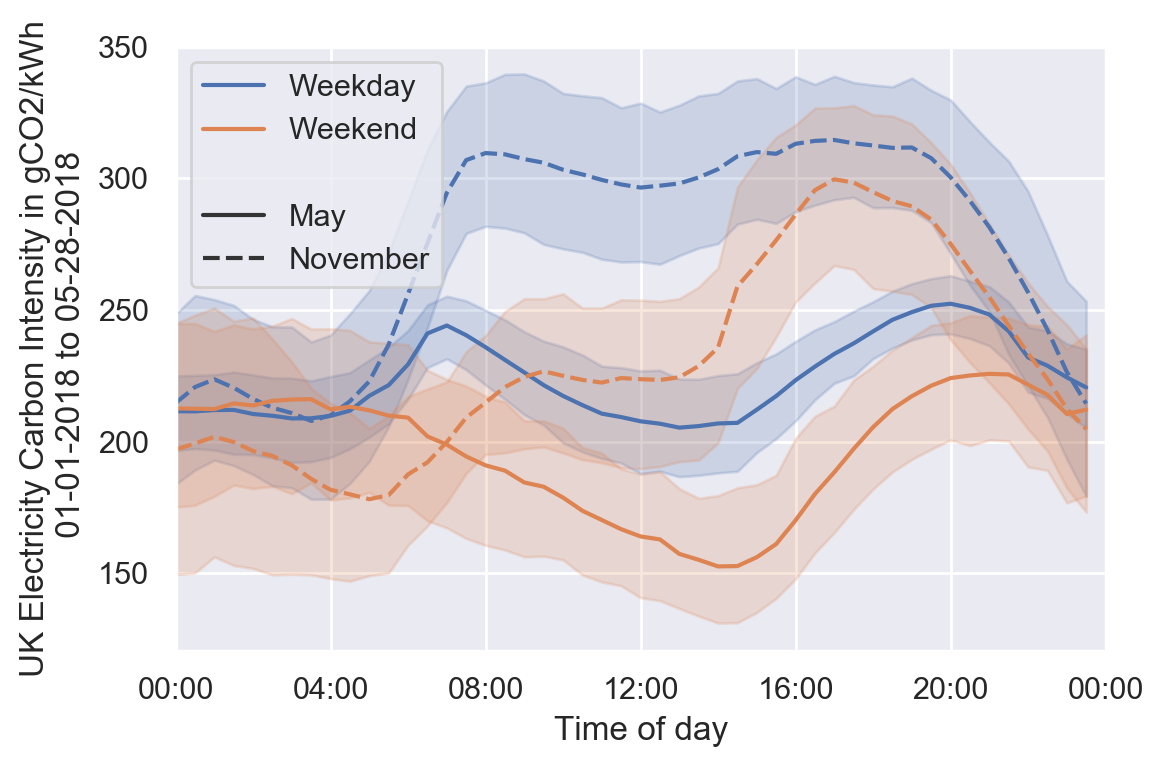 UK Electricity Carbon Intensity in gCO2/kWh
01-01-2018 to 05-28-2018
350
300
250
200
150
Weekday
Weekend
May
November
00:00 04:00 08:00 12:00 16:00 20:00 00:00
Time of day